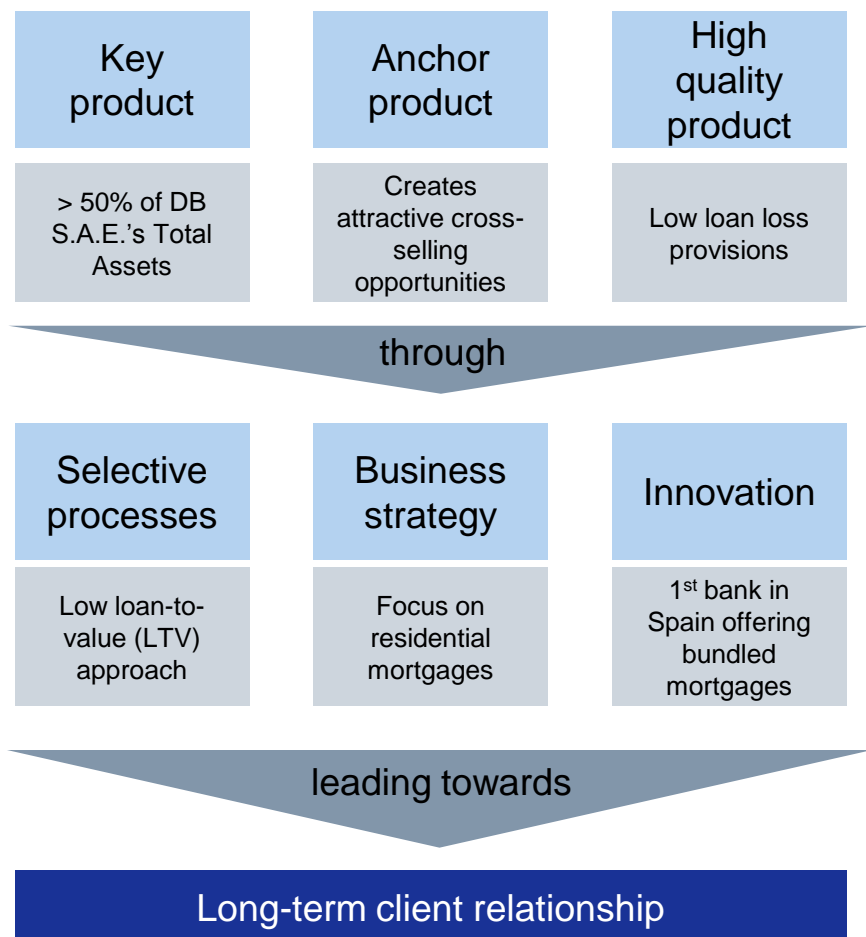 Key
product
Anchor
product
High
quality
product
> 50% of DB
S.A.E.’s Total
Assets
Creates
attractive cross-
selling
opportunities
Low loan loss
provisions
through
Selective
processes
Business
strategy
Innovation
Low loan-to-
value (LTV)
approach
Focus on
residential
mortgages
1st bank in
Spain offering
bundled
mortgages
leading towards
Long-term client relationship